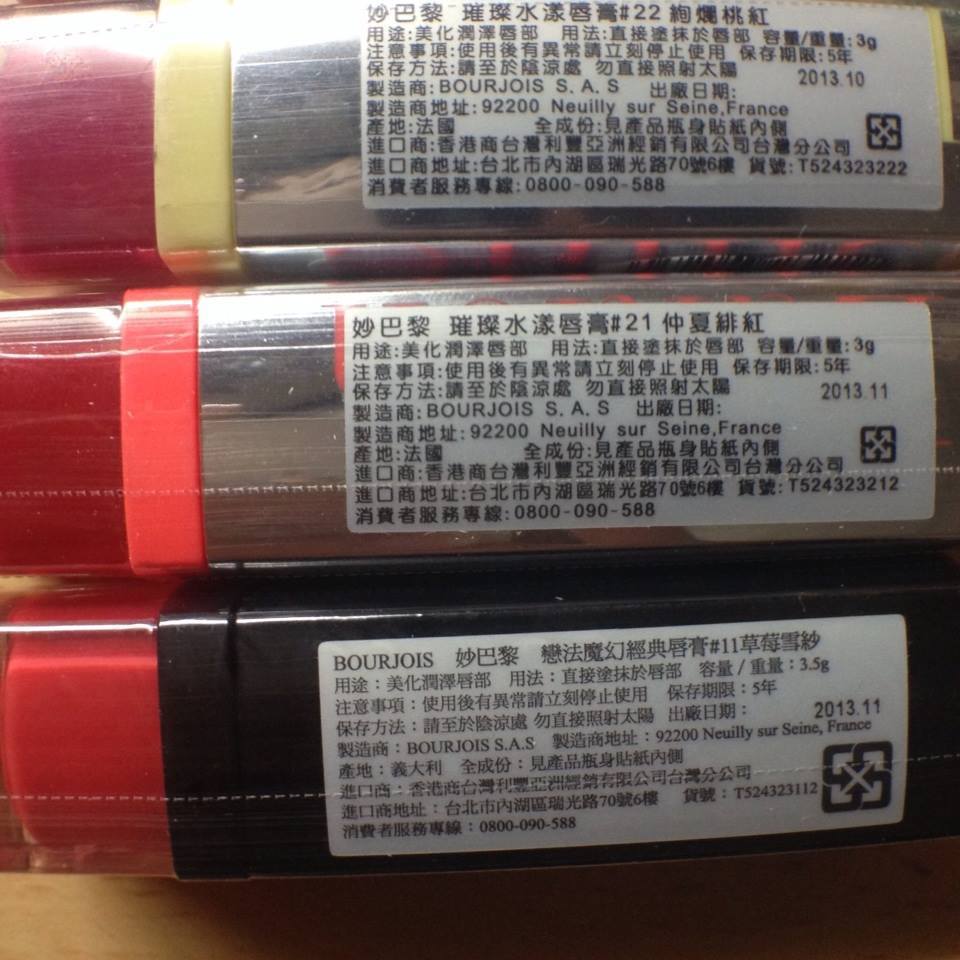 妙巴黎 璀璨水漾唇膏#22 絢爛桃紅
用途:美化潤澤唇部 用法:直接塗抹於唇部 容量/重量:3g
注意事項:使用後有異常請立刻停止使用 保存期限:5年
保存方法:請至於陰涼處 勿直接照射太陽 2013.10
製造商:BOURJOIS S. A. S 出廠日期:
製造商地址:92200 Neuilly sur Seine,France
產地:法國 全成份:見產品瓶身貼紙內側
進口商:香港商台灣利豐亞洲經銷有限公司台灣分公司
進口商地址:台北市內湖區瑞光路70號6樓 貨號:T524323222
消費者服務專線:0800-090-588
妙巴黎 璀璨水漾唇膏#21 仲夏緋紅
用途:美化潤澤唇部 用法:直接塗抹於唇部 容量/重量:3g
注意事項:使用後有異常請立刻停止使用 保存期限:5年
保存方法:請至於陰涼處 勿直接照射太陽 2013.11
製造商:BOURJOIS S. A. S 出廠日期:
製造商地址:92200 Neuilly sur Seine,France
產地:法國 全成份:見產品瓶身貼紙內側
進口商:香港商台灣利豐亞洲經銷有限公司台灣分公司
進口商地址:台北市內湖區瑞光路70號6樓 貨號:T524323212
消費者服務專線:0800-090-588
BOURJOIS 妙巴黎 戀法魔幻經典唇膏#11草莓雪紗
用途：美化潤澤唇部 用法：直接塗抹於唇部 容量 / 重量：3.5g
注意事項：使用後有異常請立刻停止使用 保存期限：5年
保存方法：請至於陰涼處 勿直接照射太陽 出廠日期： 2013.11
製造商：BOURJOIS S.A.S 製造商地址：92200 Neuilly sur Seine, France
產地：義大利 全成份：見產品瓶身貼紙內側
進口商：香港商台灣利豐亞洲經銷有限公司台灣分公司
進口商地址：台北市內湖區瑞光路70號6樓 貨號：T524323112
消費者服務專線：0800-090-588